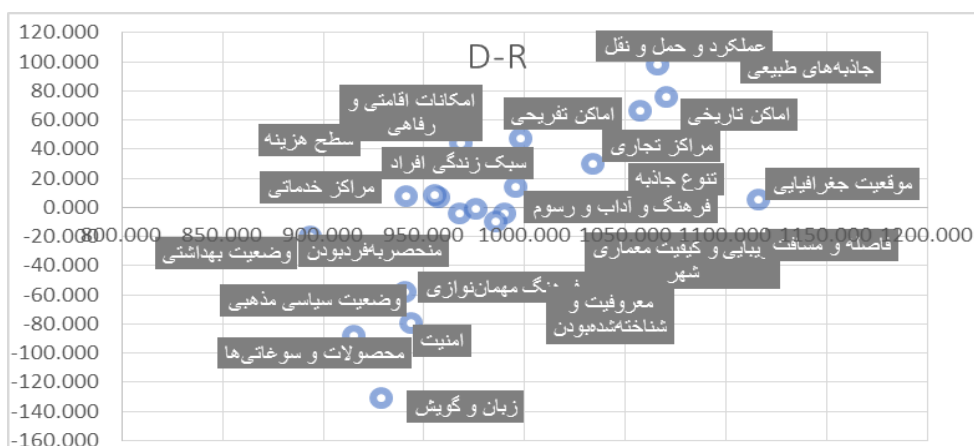 120.000
100.000
80.000
60.000
40.000
20.000
0.000
-20.000
-40.000
-60.000
-80.000
-100.000
-120.000
-140.000
-160.000
D-R
عملکرد و حمل و نقل
جاذبه‌های طبیعی
امکانات اقامتی و
رفاهی
اماکن تفریحی
اماکن تاریخی
سطح هزینه
مراکز تجاری
سبک زندگی افراد
تنوع جاذبه
مراکز خدماتی
موقعیت جغرافیایی
فرهنگ و آداب و رسوم
800.000 850.000 900.000 950.000 1000.000 1050.000 1100.000 1150.000 1200.000
وضعیت بهداشتی
منحصربه‌فردبودن
و کیفیت معماری
شهر
فاصله و مسافت
مهمان‌نوازی
وضعیت سیاسی مذهبی
معروفیت و
شناخته‌شده‌بودن
امنیت
محصولات و سوغاتی‌ها
زبان و گویش